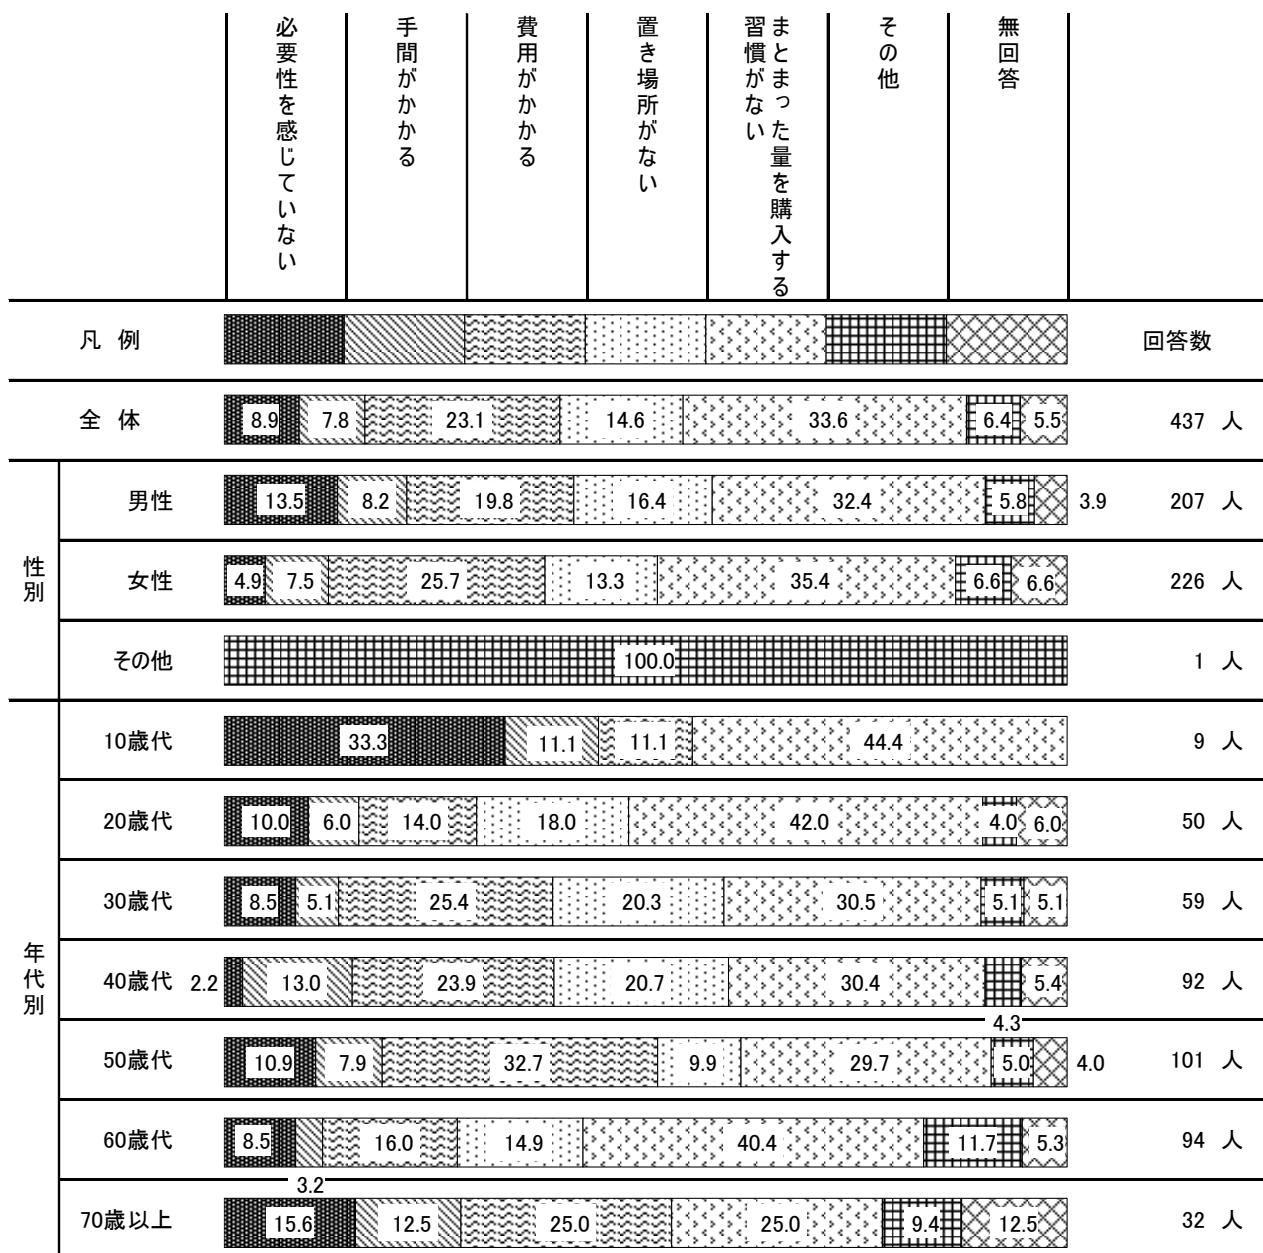 必要性を感じていない
手間がかかる
費用がかかる
置き場所がない
まとまった量を購入する
習慣がない
その他
無回答
凡 例
回答数
全 体 8.9 7.8 23.1 14.6 33.6 6.4 5.5 437 人
性別
男性 13.5 8.2 19.8 16.4 32.4 5.8 3.9 207 人
女性 4.9 7.5 25.7 13.3 35.4 6.6 6.6 226 人
その他 100.0 1 人
年代別
10歳代 33.3 11.1 11.1 44.4 9 人
20歳代 10.0 6.0 14.0 18.0 42.0 4.0 6.0 50 人
30歳代 8.5 5.1 25.4 20.3 30.5 5.1 5.1 59 人
40歳代 2.2 13.0 23.9 20.7 30.4 4.3 5.4 92 人
50歳代 10.9 7.9 32.7 9.9 29.7 5.0 4.0 101 人
60歳代 8.5 3.2 16.0 14.9 40.4 11.7 5.3 94 人
70歳以上 15.6 12.5 25.0 25.0 9.4 12.5 32 人